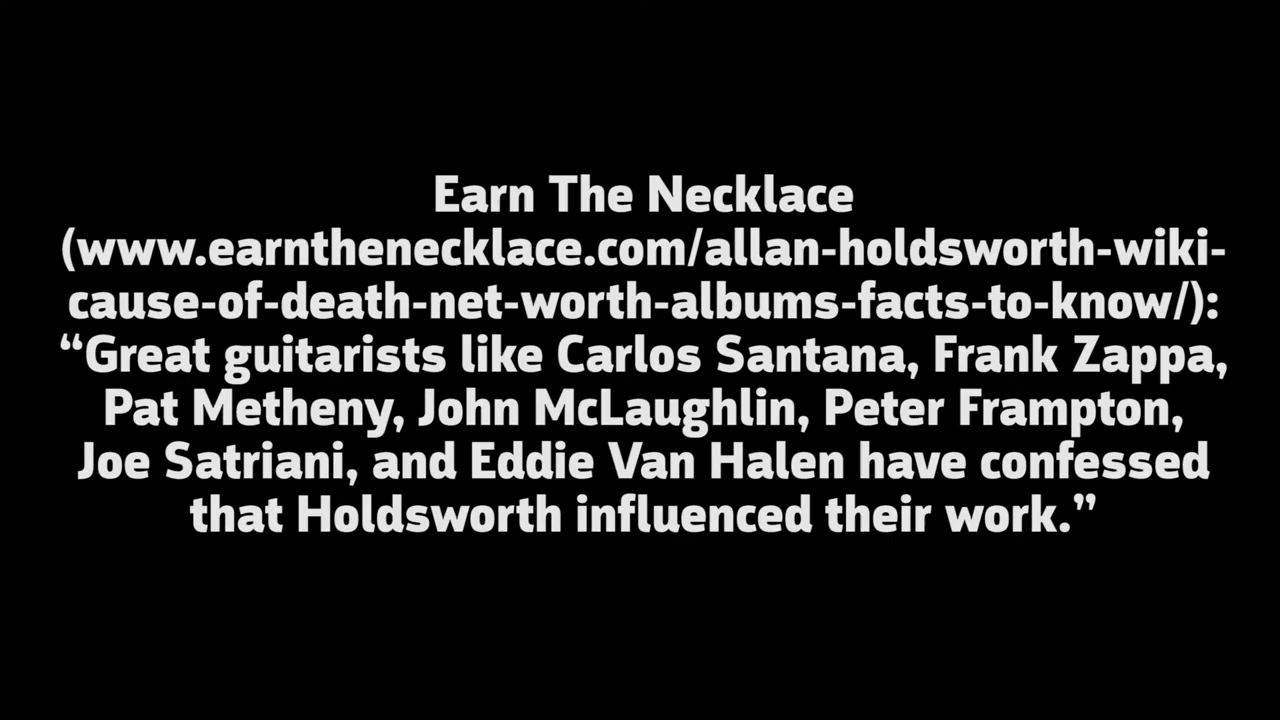 Earn The Necklace
(www.earnthenecklace.com/allan-holdsworth-wiki-
cause-of-death-net-worth-albums-facts-to-know/):
“Great guitarists like Carlos Santana, Frank Zappa,
Pat Metheny, John McLaughlin, Peter Frampton,
Joe Satriani, and Eddie Van Halen have confessed
that Holdsworth influenced their work.”